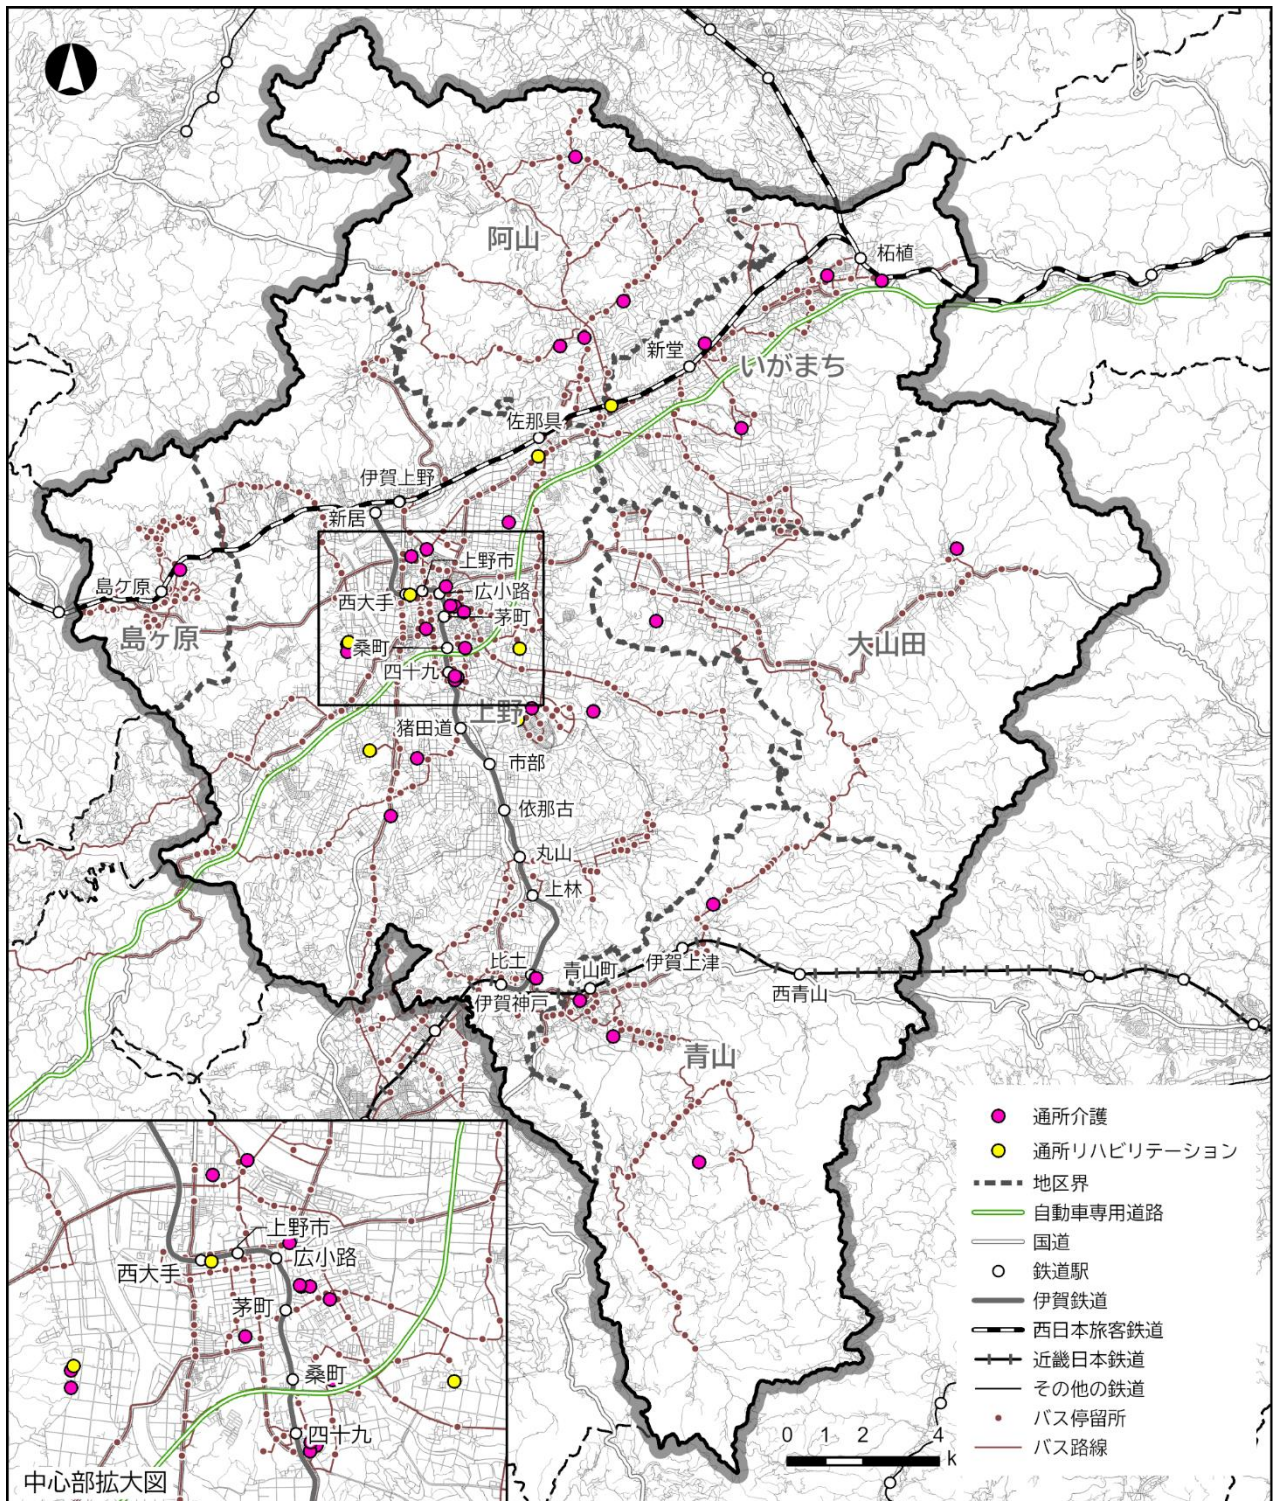 阿山
柘植
新堂
いがまち
佐那具
伊賀上野
新居
上野市
島ケ原
西大手
広小路
茅町
島ヶ原
桑町
大山田
四十九
上野
猪田道
市部
依那古
丸山
上林
比土
青山町
伊賀上津
西青山
伊賀神戸
青山
通所介護
通所リハビリテーション
地区界
自動車専用道路
国道
鉄道駅
伊賀鉄道
西日本旅客鉄道
近畿日本鉄道
その他の鉄道
バス停留所
バス路線
0 1 2 4
k
上野市
西大手
広小路
茅町
桑町
四十九
中心部拡大図